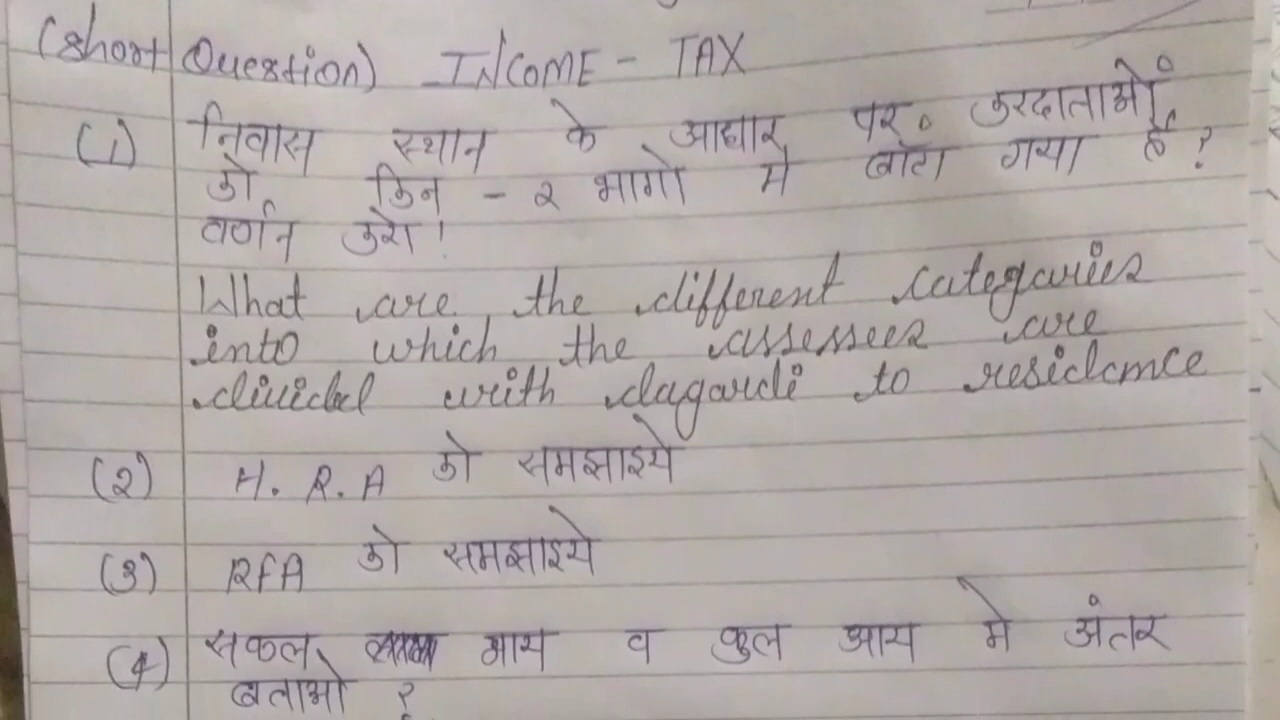 (Short Question) INCOME - TAX
(1) निवास स्थान के आधार पर करदाताओं
को किन - २ भागो मे बांटा गया है ?
वर्णन करो !
What are the different categories
into which the assessees are
divided with dagardi to residence
(2) H. R. A को समझाइये
(3) RFA को समझाइये
(4) सकल आय व कुल आय मे अंतर
बताओ ?